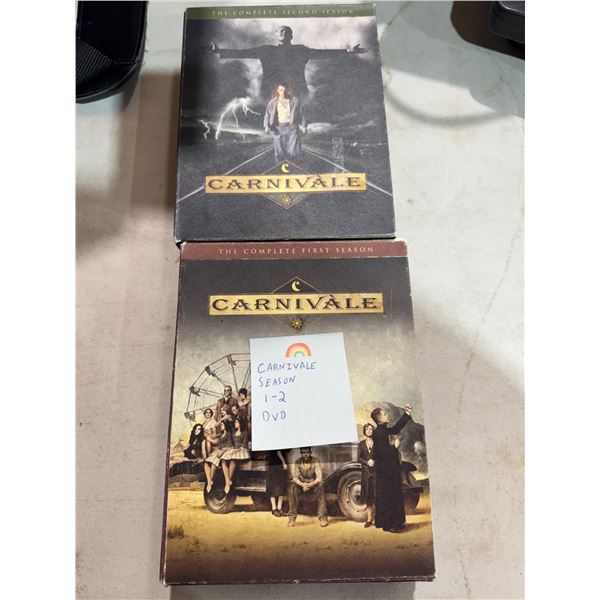 THE COMPLETE SECOND SEASON
CARNIVÀLE
THE COMPLETE FIRST SEASON
CARNIVÀLE
CARNIVALE
SEASON
1-2
DVD